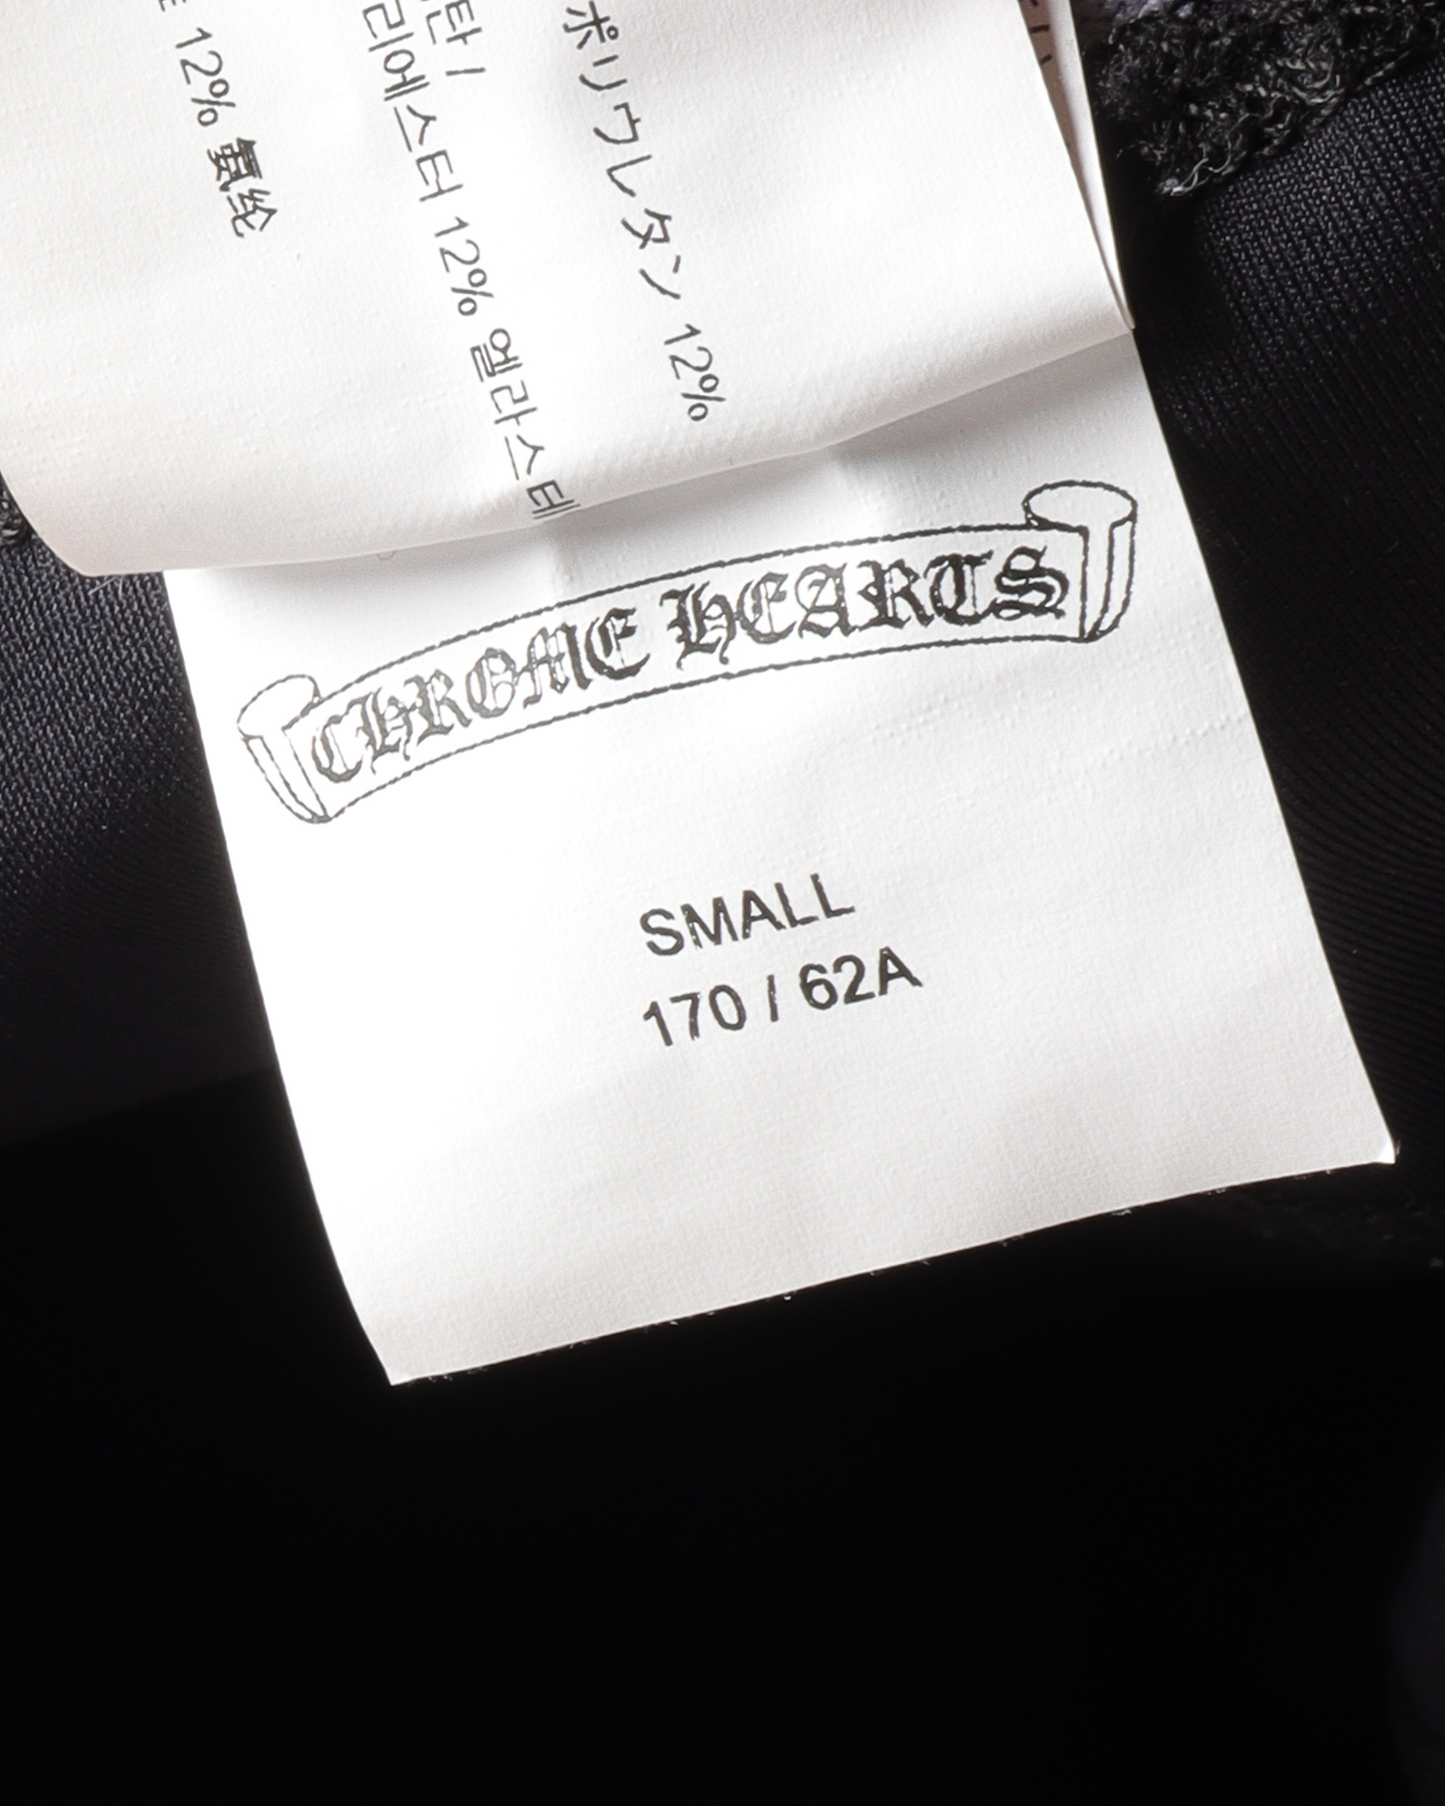 12% 氨纶
탄 /
리에스터 12% 엘라스테
ポリウレタン 12%
CHROME HEARTS
SMALL
170 / 62A